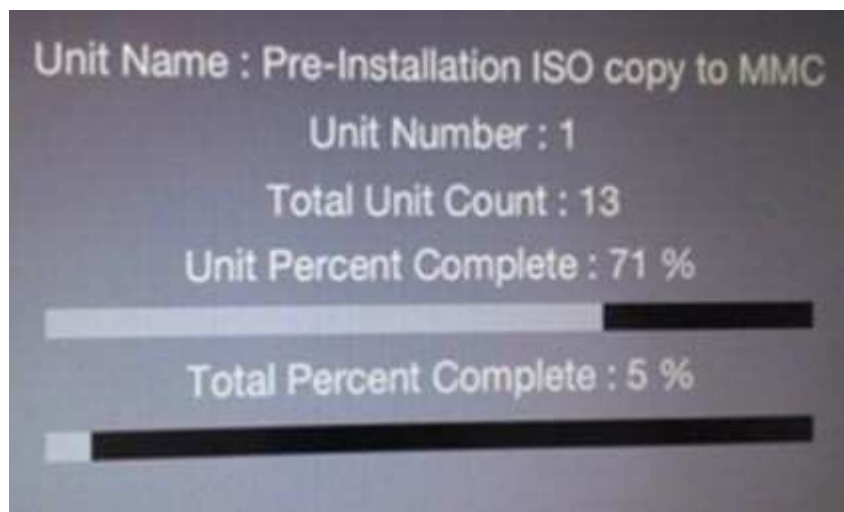 Unit Name : Pre-Installation ISO copy to MMC
Unit Number : 1
Total Unit Count : 13
Unit Percent Complete : 71 %
Total Percent Complete : 5 %